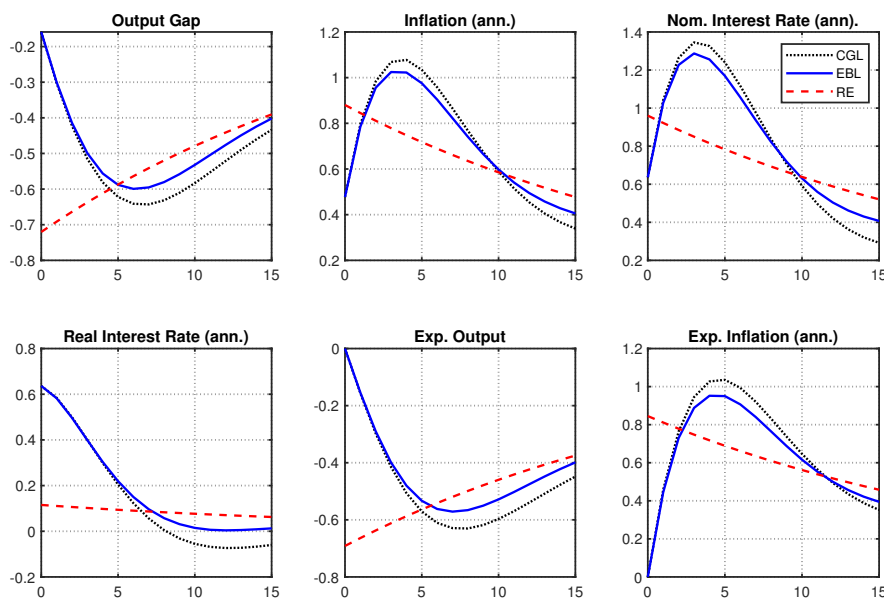 Output Gap
-0.2
-0.3
-0.4
-0.5
-0.6
-0.7
-0.8
0 5 10 15
Inflation (ann.)
1.2
1
0.8
0.6
0.4
0.2
0 5 10 15
Nom. Interest Rate (ann).
1.4
1.2
1
0.8
0.6
0.4
0.2
0 5 10 15
CGL
EBL
RE
Real Interest Rate (ann.)
0.8
0.6
0.4
0.2
0
-0.2
0 5 10 15
Exp. Output
0
-0.2
-0.4
-0.6
-0.8
0 5 10 15
Exp. Inflation (ann.)
1.2
1
0.8
0.6
0.4
0.2
0
0 5 10 15